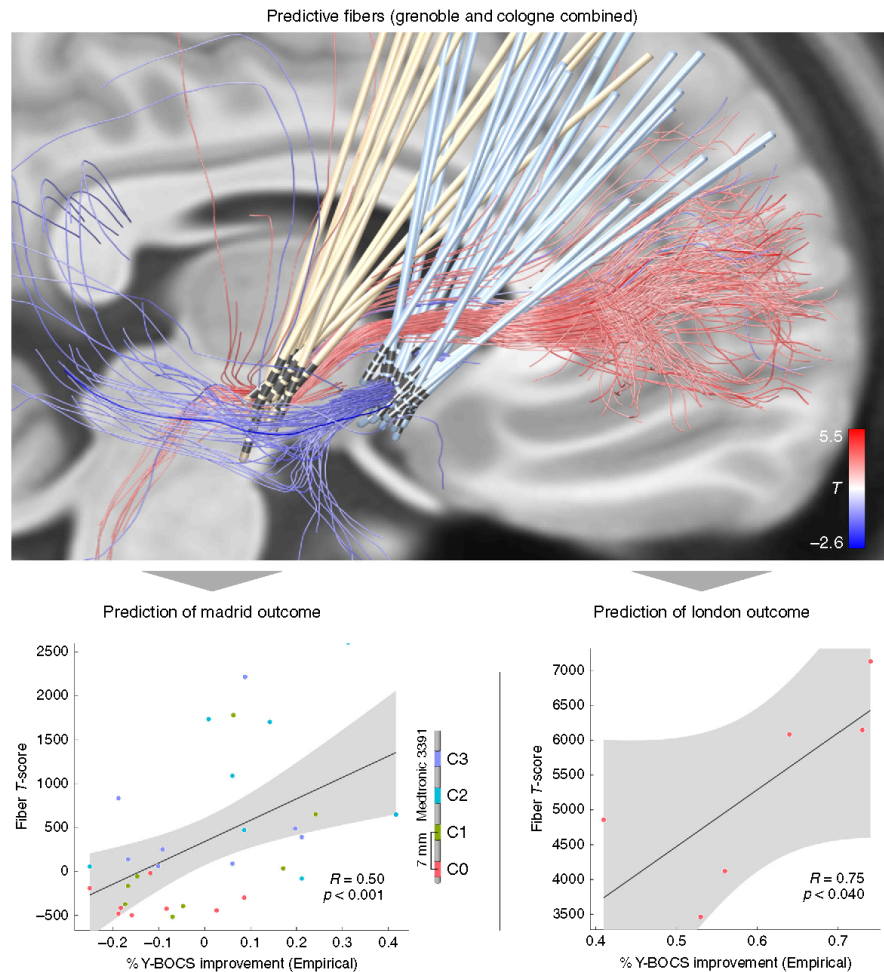 Predictive fibers (grenoble and cologne combined)
5.5
T
−2.6
Prediction of madrid outcome
Prediction of london outcome
Fiber T-score
2500
2000
1500
1000
500
0
−500
−0.2
−0.1
0
0.1
0.2
0.3
0.4
% Y-BOCS improvement (Empirical)
R = 0.50
p < 0.001
Medtronic 3391
7 mm
C3
C2
C1
C0
Fiber T-score
7000
6500
6000
5500
5000
4500
4000
3500
0.4
0.5
0.6
0.7
% Y-BOCS improvement (Empirical)
R = 0.75
p < 0.040